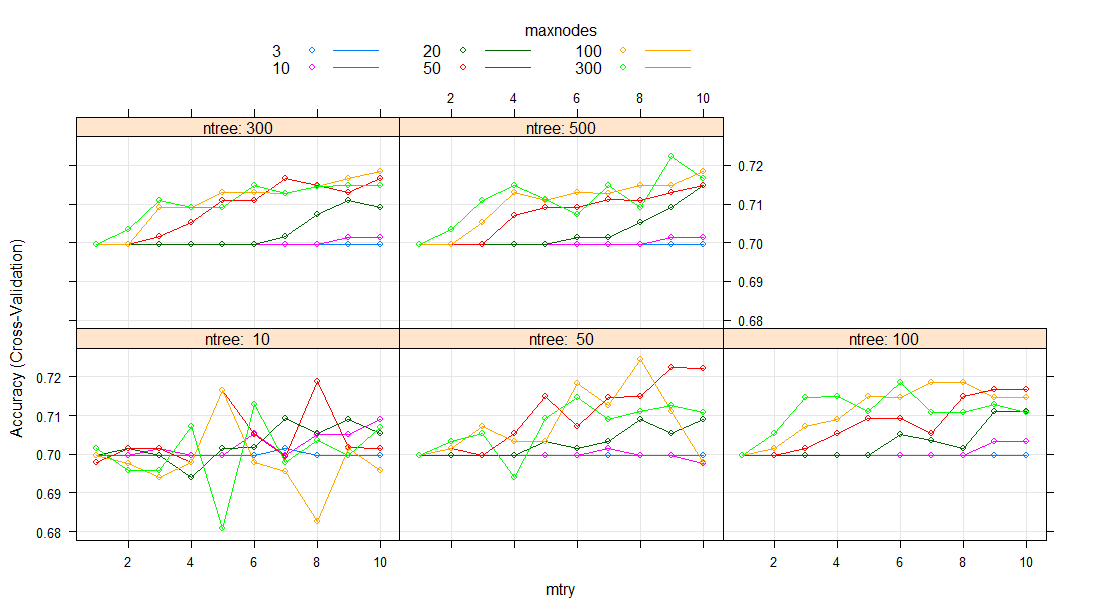 maxnodes
3 20 100
10 50 300
2 4 6 8 10
ntree: 300 ntree: 500
0.72
0.71
0.70
0.69
0.68
Accuracy (Cross-Validation)
ntree: 10 ntree: 50 ntree: 100
0.72
0.71
0.70
0.69
0.68
2 4 6 8 10 2 4 6 8 10
mtry